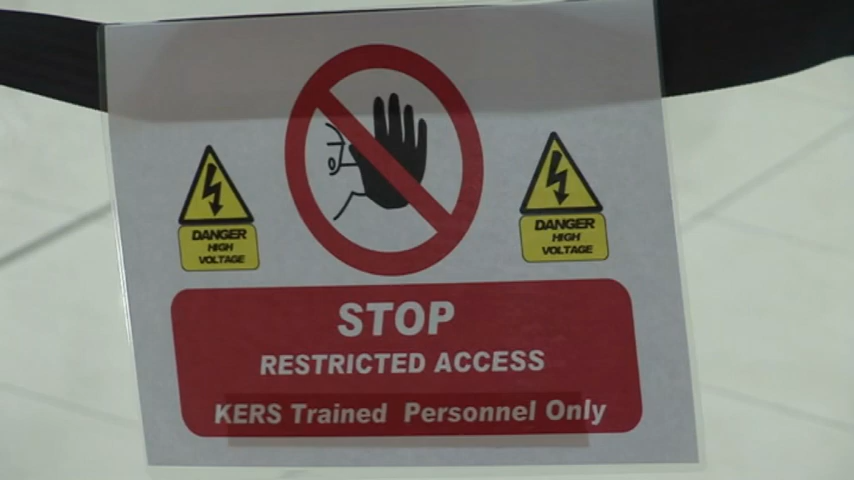 DANGER
HIGH
VOLTAGE
DANGER
HIGH
VOLTAGE
STOP
RESTRICTED ACCESS
KERS Trained Personnel Only